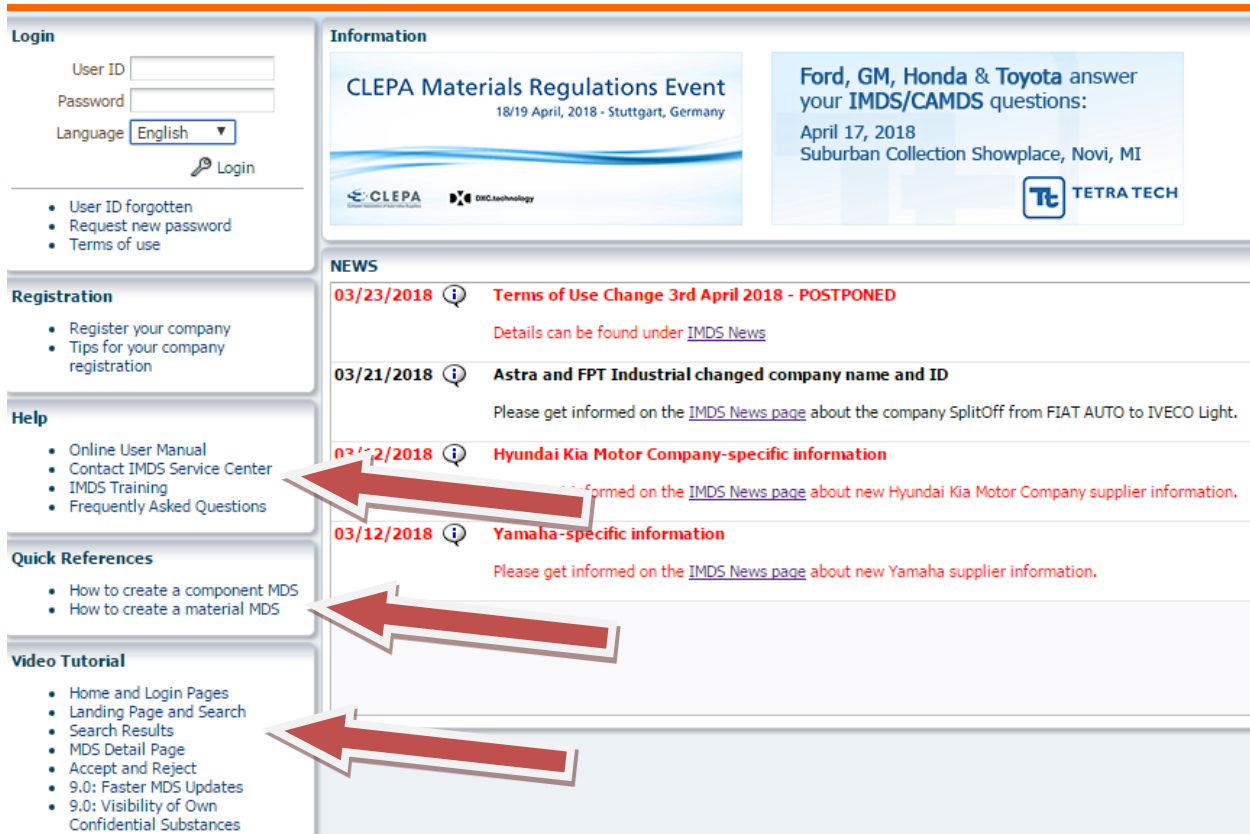 Login
User ID
Password
Language English
Login
User ID forgotten
Request new password
Terms of use
Registration
Register your company
Tips for your company
registration
Help
Online User Manual
Contact IMDS Service Center
IMDS Training
Frequently Asked Questions
Quick References
How to create a component MDS
How to create a material MDS
Video Tutorial
Home and Login Pages
Landing Page and Search
Search Results
MDS Detail Page
Accept and Reject
9.0: Faster MDS Updates
9.0: Visibility of Own
Confidential Substances
Information
CLEPA Materials Regulations Event
18/19 April, 2018 - Stuttgart, Germany
CLEPA
DXC.technology
Ford, GM, Honda & Toyota answer
your IMDS/CAMDS questions:
April 17, 2018
Suburban Collection Showplace, Novi, MI
Tt TETRA TECH
NEWS
03/23/2018 Terms of Use Change 3rd April 2018 - POSTPONED
Details can be found under IMDS News
03/21/2018 Astra and FPT Industrial changed company name and ID
Please get informed on the IMDS News page about the company SplitOff from FIAT AUTO to IVECO Light.
03/12/2018 Hyundai Kia Motor Company-specific information
informed on the IMDS News page about new Hyundai Kia Motor Company supplier information.
03/12/2018 Yamaha-specific information
Please get informed on the IMDS News page about new Yamaha supplier information.